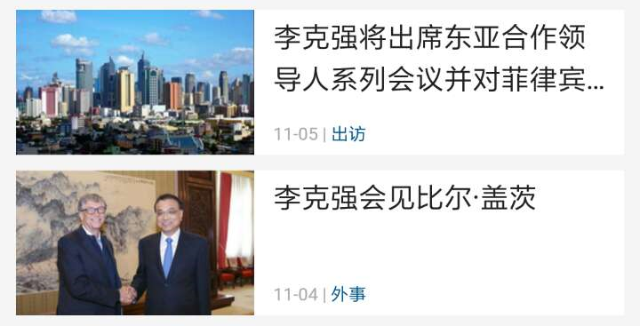 李克强将出席东亚合作领
导人系列会议并对菲律宾...
11-05 | 出访
李克强会见比尔·盖茨
11-04 | 外事